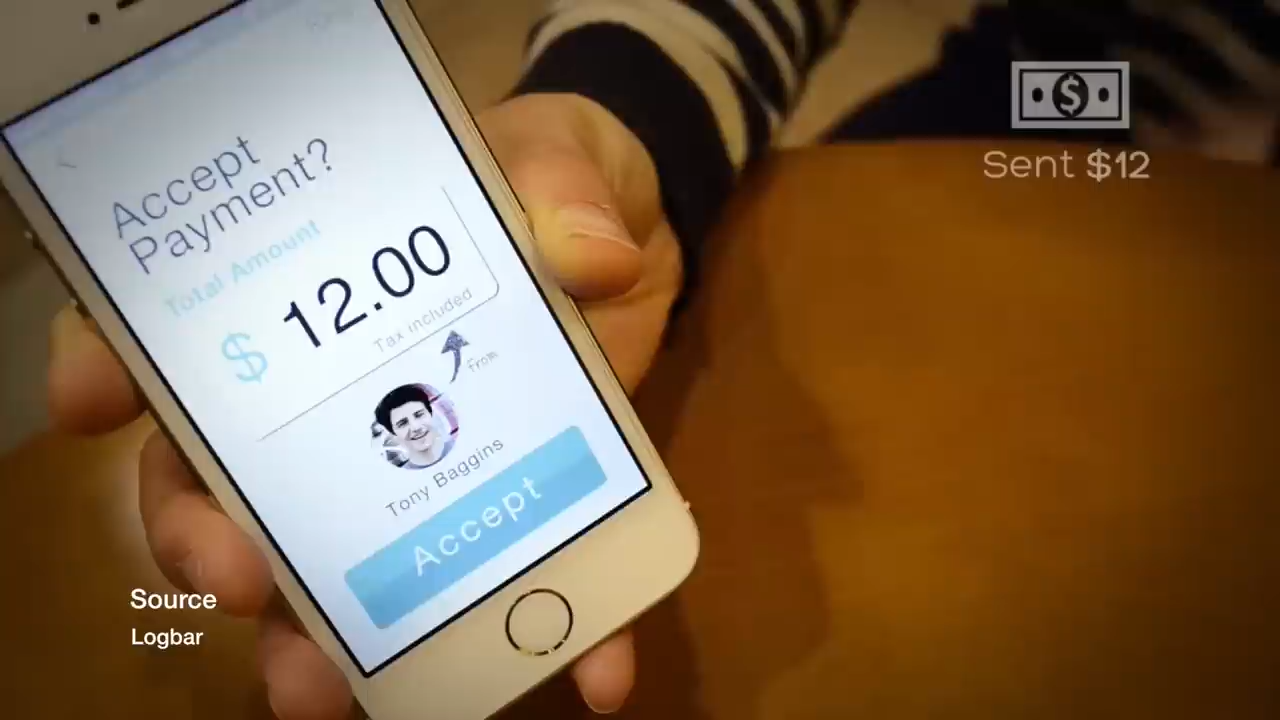 Accept
Payment?
Total Amount
$ 12.00
Tax included
From
Tony Baggins
Accept
Sent $12
Source
Logbar